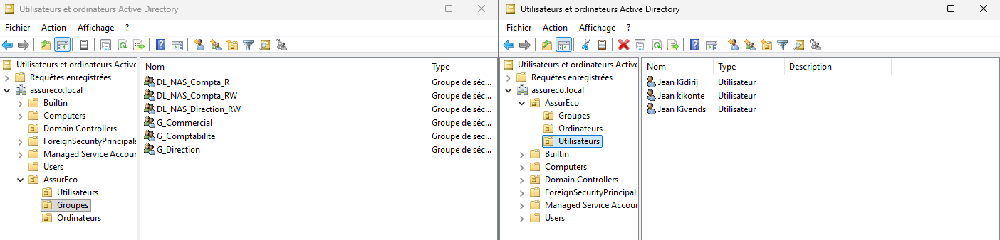 Utilisateurs et ordinateurs Active Directory
Fichier Action Affichage ?
Utilisateurs et ordinateurs Active
Requêtes enregistrées
assureco.local
Builtin
Computers
Domain Controllers
ForeignSecurityPrincipals
Managed Service Accoun
Users
AssurEco
Utilisateurs
Groupes
Ordinateurs
Nom Type
DL_NAS_Compta_R Groupe de séc...
DL_NAS_Compta_RW Groupe de séc...
DL_NAS_Direction_RW Groupe de séc...
G_Commercial Groupe de séc...
G_Comptabilite Groupe de séc...
G_Direction Groupe de séc...
Utilisateurs et ordinateurs Active Directory
Fichier Action Affichage ?
Utilisateurs et ordinateurs Active
Requêtes enregistrées
assureco.local
AssurEco
Groupes
Ordinateurs
Utilisateurs
Builtin
Computers
Domain Controllers
ForeignSecurityPrincipals
Managed Service Accoun
Users
Nom Type Description
Jean Kidirij Utilisateur
Jean kikonte Utilisateur
Jean Kivends Utilisateur